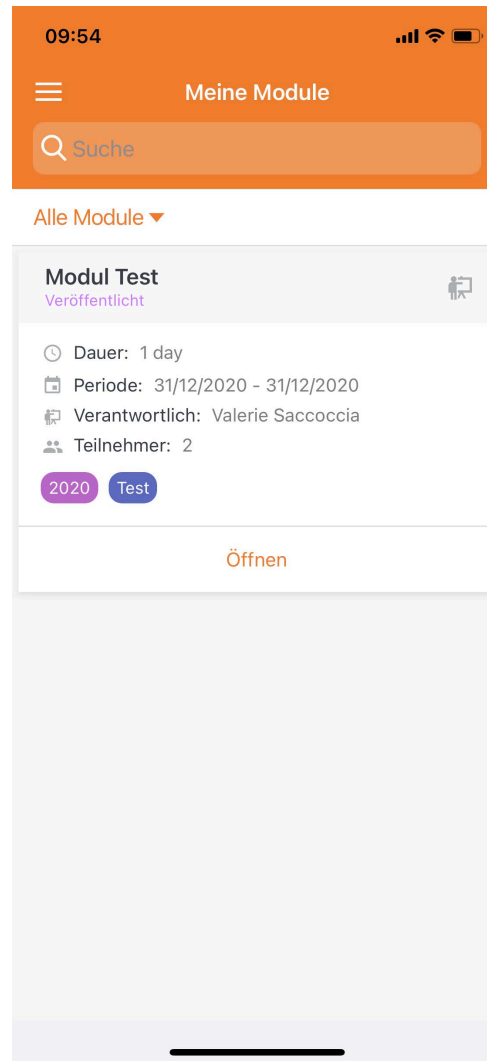 09:54
Meine Module
Suche
Alle Module
Modul Test
Veröffentlicht
Dauer: 1 day
Periode: 31/12/2020 - 31/12/2020
Verantwortlich: Valerie Saccoccia
Teilnehmer: 2
2020 Test
Öffnen